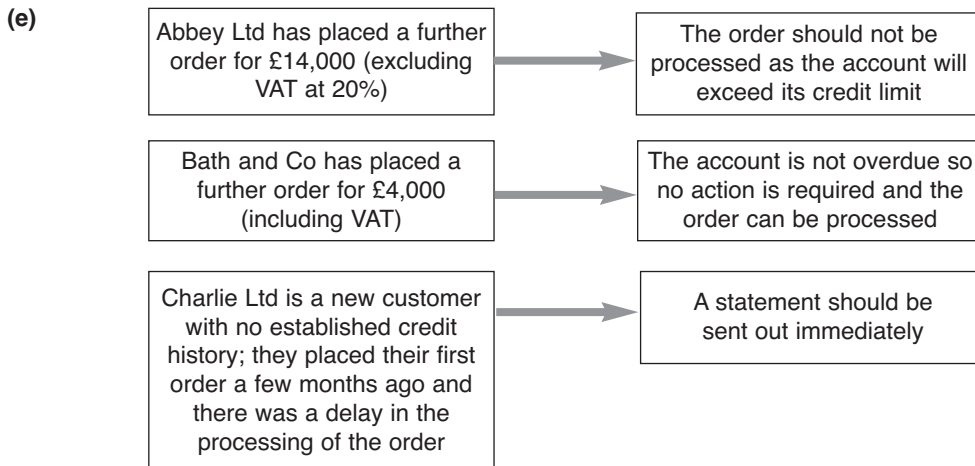 (e)
Abbey Ltd has placed a further
order for £14,000 (excluding
VAT at 20%)
The order should not be
processed as the account will
exceed its credit limit
Bath and Co has placed a
further order for £4,000
(including VAT)
The account is not overdue so
no action is required and the
order can be processed
Charlie Ltd is a new customer
with no established credit
history; they placed their first
order a few months ago and
there was a delay in the
processing of the order
A statement should be
sent out immediately